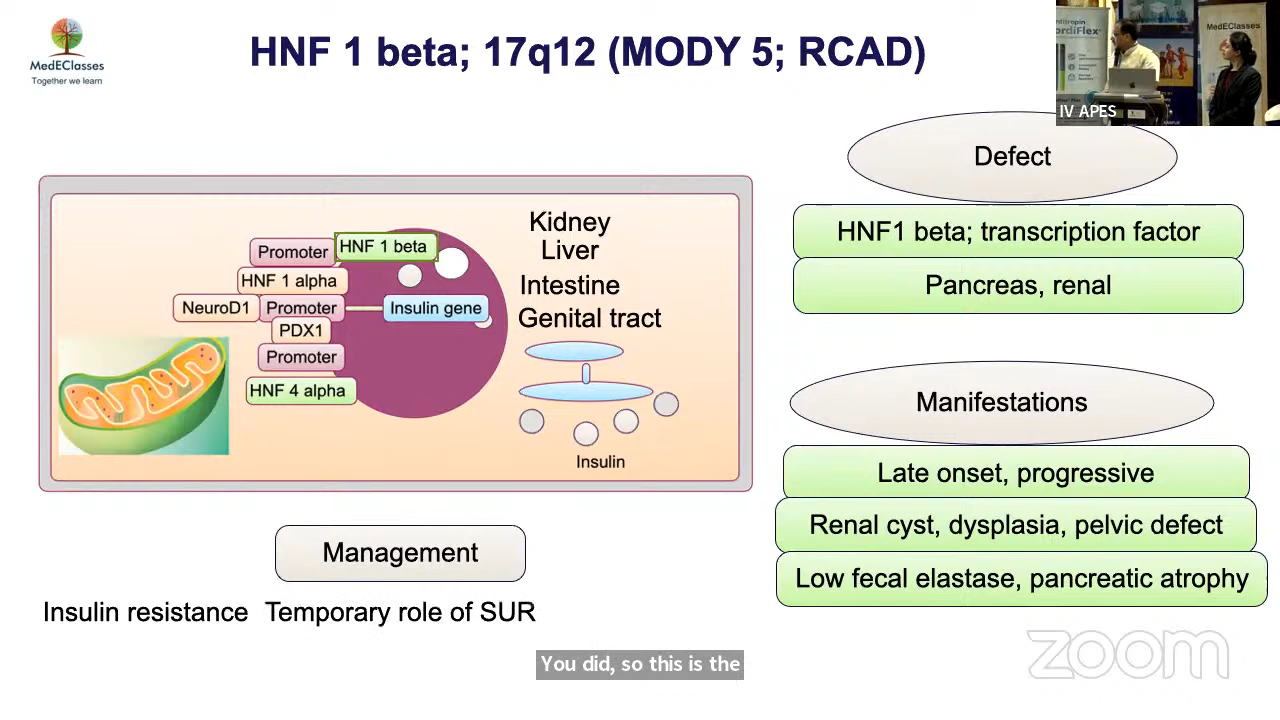 MedEClasses
Together we learn
HNF 1 beta; 17q12 (MODY 5; RCAD)
MedEClasses
IV APES
Kidney
Liver
Intestine
Genital tract
Promoter
HNF 1 beta
HNF 1 alpha
NeuroD1
Promoter
Insulin gene
PDX1
Promoter
HNF 4 alpha
Insulin
Defect
HNF1 beta; transcription factor
Pancreas, renal
Manifestations
Late onset, progressive
Renal cyst, dysplasia, pelvic defect
Low fecal elastase, pancreatic atrophy
Management
Insulin resistance Temporary role of SUR
You did, so this is the
zoom